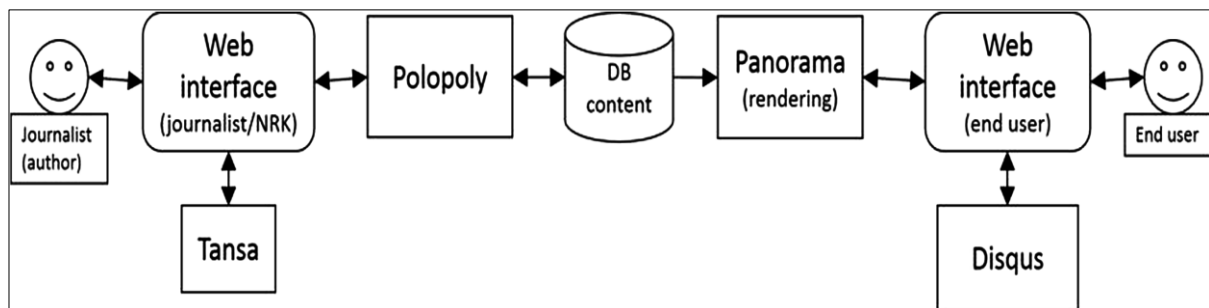 Journalist
(author)
Web
interface
(journalist/NRK)
Tansa
Polopoly
DB
content
Panorama
(rendering)
Web
interface
(end user)
Disqus
End user